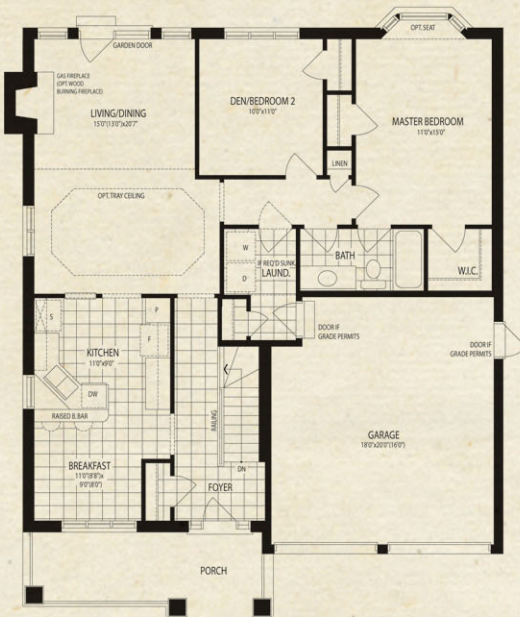 OPT. SEAT
GARDEN DOOR
GAS FIREPLACE
(OPT. WOOD
BURNING FIREPLACE)
LIVING/DINING
15'0"(13'0")x20'7"
DEN/BEDROOM 2
10'0"x11'0"
MASTER BEDROOM
11'0"x15'0"
LINEN
OPT. TRAY CEILING
W
D
IF REQ'D SUNK
LAUND.
BATH
W.I.C.
S
P
F
KITCHEN
11'0"x9'0"
DW
RAISED B. BAR
BREAKFAST
11'0"(8'8")x
9'0"(8'0")
RAILING
DN
FOYER
DOOR IF
GRADE PERMITS
DOOR IF
GRADE PERMITS
GARAGE
18'0"x20'0"(16'0")
PORCH